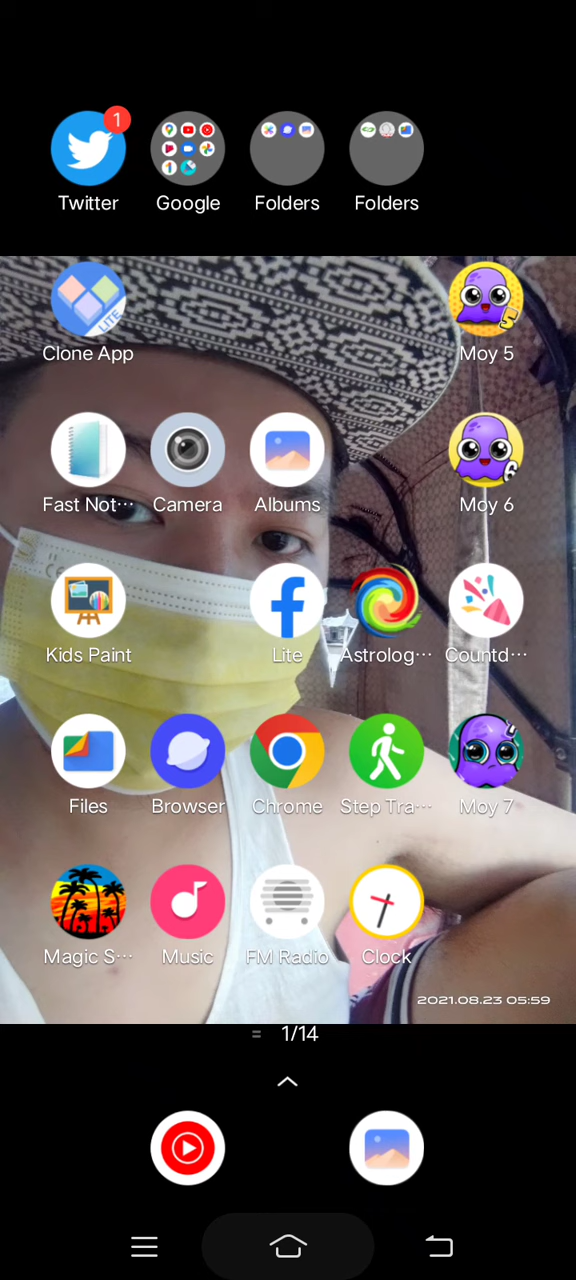 1
Twitter Google Folders Folders
LITE
5
Clone App Moy 5
6
Fast Not··· Camera Albums Moy 6
Kids Paint Lite Astrolog··· Countd···
Files Browser Chrome Step Tra··· Moy 7
Magic S··· Music FM Radio Clock
2021.08.23 05:59
1/14